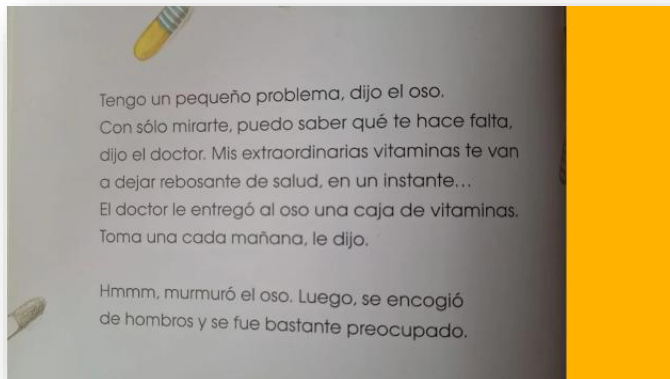 Tengo un pequeño problema, dijo el oso.
Con sólo mirarte, puedo saber qué te hace falta,
dijo el doctor. Mis extraordinarias vitaminas te van
a dejar rebosante de salud, en un instante...
El doctor le entregó al oso una caja de vitaminas.
Toma una cada mañana, le dijo.
Hmmm, murmuró el oso. Luego, se encogió
de hombros y se fue bastante preocupado.